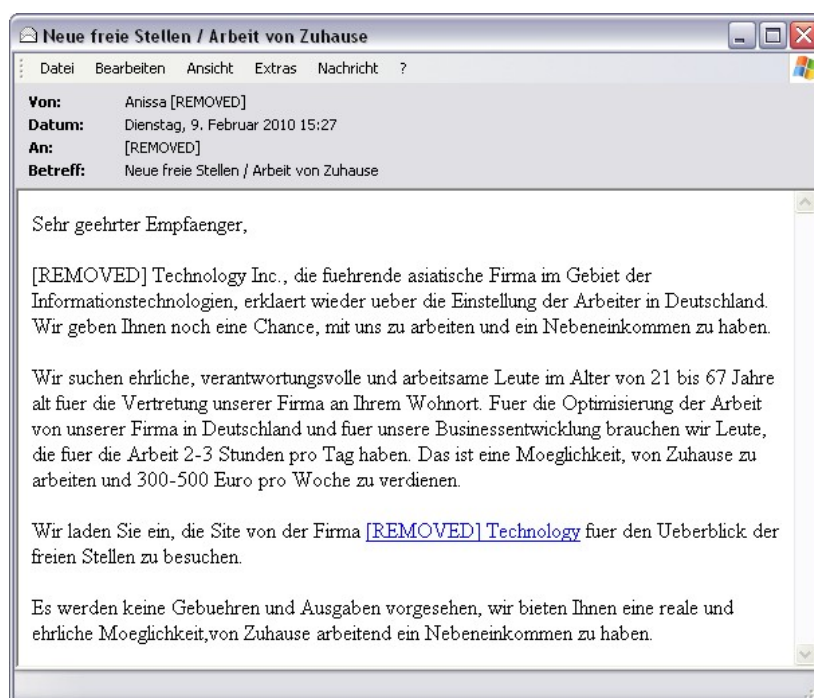 Neue freie Stellen / Arbeit von Zuhause
Datei Bearbeiten Ansicht Extras Nachricht ?
Von: Anissa [REMOVED]
Datum: Dienstag, 9. Februar 2010 15:27
An: [REMOVED]
Betreff: Neue freie Stellen / Arbeit von Zuhause
Sehr geehrter Empfaenger,
[REMOVED] Technology Inc., die fuehrende asiatische Firma im Gebiet der
Informationstechnologien, erklaert wieder ueber die Einstellung der Arbeiter in Deutschland.
Wir geben Ihnen noch eine Chance, mit uns zu arbeiten und ein Nebeneinkommen zu haben.
Wir suchen ehrliche, verantwortungsvolle und arbeitsame Leute im Alter von 21 bis 67 Jahre
alt fuer die Vertretung unserer Firma an Ihrem Wohnort. Fuer die Optimisierung der Arbeit
von unserer Firma in Deutschland und fuer unsere Businessentwicklung brauchen wir Leute,
die fuer die Arbeit 2-3 Stunden pro Tag haben. Das ist eine Moeglichkeit, von Zuhause zu
arbeiten und 300-500 Euro pro Woche zu verdienen.
Wir laden Sie ein, die Site von der Firma [REMOVED] Technology fuer den Ueberblick der
freien Stellen zu besuchen.
Es werden keine Gebuehren und Ausgaben vorgesehen, wir bieten Ihnen eine reale und
ehrliche Moeglichkeit,von Zuhause arbeitend ein Nebeneinkommen zu haben.